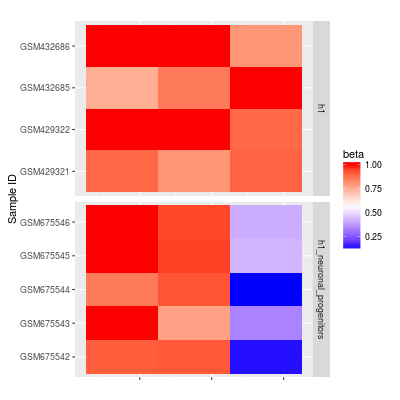 GSM432686
GSM432685
GSM429322
GSM429321
h1
GSM675546
GSM675545
GSM675544
GSM675543
GSM675542
h1_neuronal_progenitors
Sample ID
beta
1.00
0.75
0.50
0.25